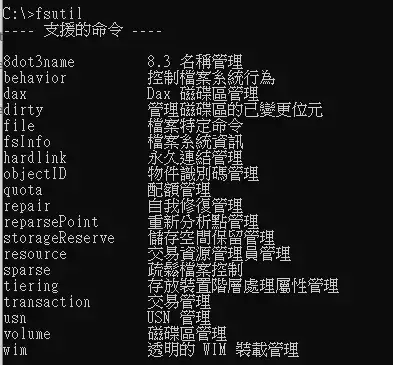 C:\>fsutil
---- 支援的命令 ----
8dot3name 8.3 名稱管理
behavior 控制檔案系統行為
dax Dax 磁碟區管理
dirty 管理磁碟區的已變更位元
file 檔案特定命令
fsInfo 檔案系統資訊
hardlink 永久連結管理
objectID 物件識別碼管理
quota 配額管理
repair 自我修復管理
reparsePoint 重新分析點管理
storageReserve 儲存空間保留管理
resource 交易資源管理員管理
sparse 疏鬆檔案控制
tiering 存放裝置階層處理屬性管理
transaction 交易管理
usn USN 管理
volume 磁碟區管理
wim 透明的 WIM 裝載管理